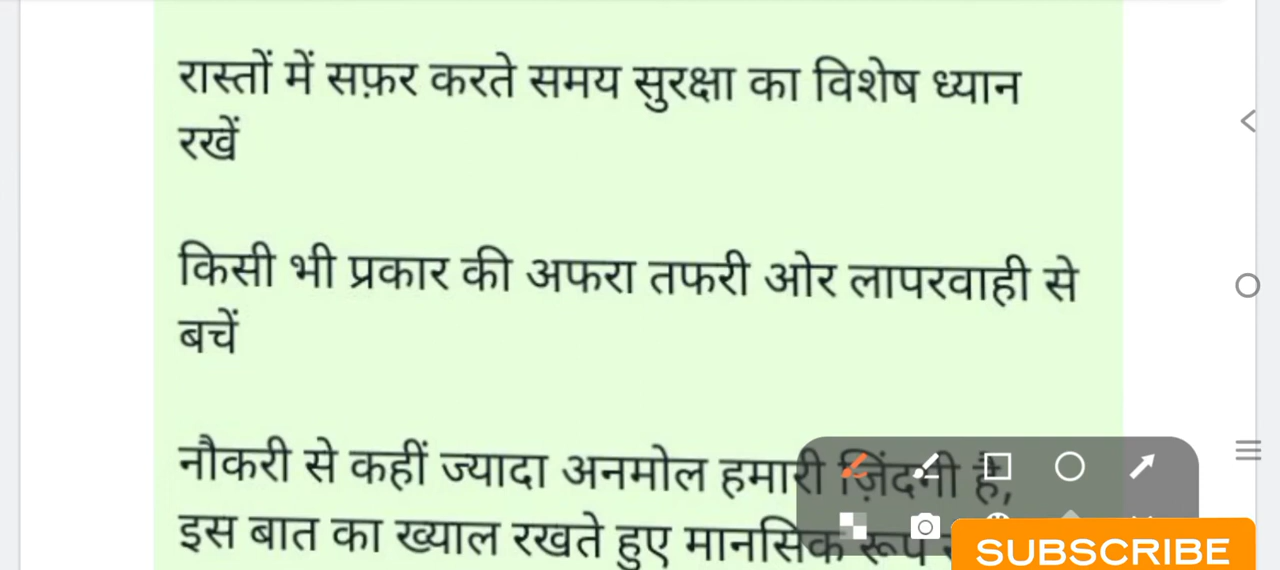 रास्तों में सफ़र करते समय सुरक्षा का विशेष ध्यान
रखें
किसी भी प्रकार की अफरा तफरी ओर लापरवाही से
बचें
नौकरी से कहीं ज्यादा अनमोल हमारी ज़िंदगी है,
इस बात का ख्याल रखते हुए मानसिक रूप
SUBSCRIBE